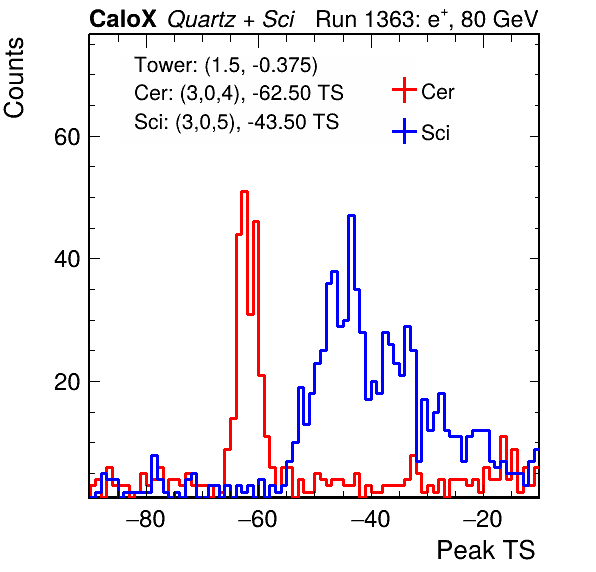 CaloX Quartz + Sci Run 1363: e+, 80 GeV
Counts
Tower: (1.5, -0.375)
Cer: (3,0,4), -62.50 TS
Sci: (3,0,5), -43.50 TS
Cer
Sci
60
40
20
−80 −60 −40 −20
Peak TS